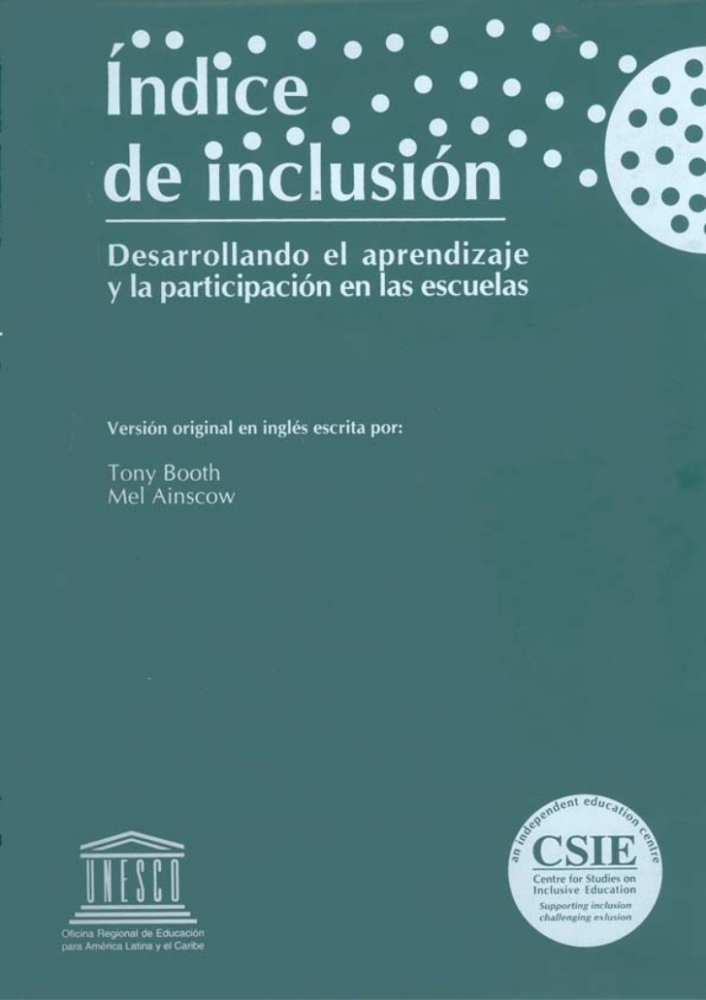 Índice
de inclusión
Desarrollando el aprendizaje
y la participación en las escuelas
Versión original en inglés escrita por:
Tony Booth
Mel Ainscow
UNESCO
Oficina Regional de Educación
para América Latina y el Caribe
an independent education centre
CSIE
Centre for Studies on
Inclusive Education
Supporting inclusion
challenging exlusion